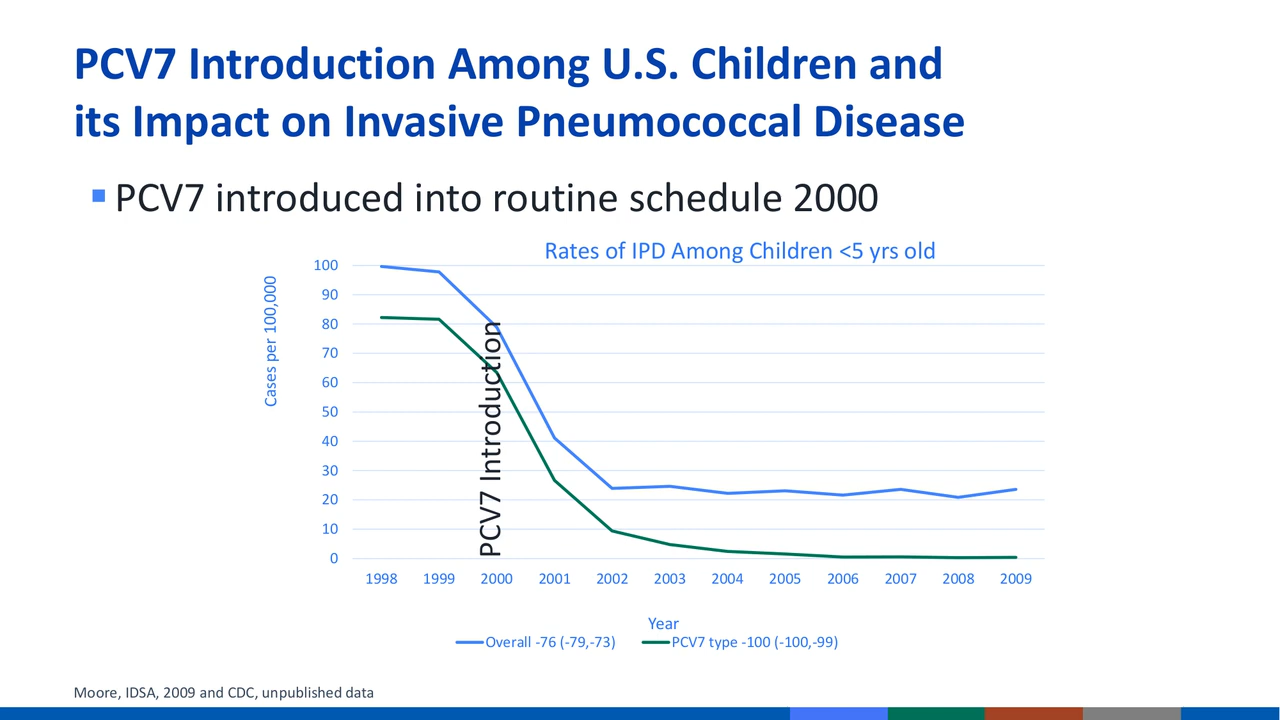 PCV7 Introduction Among U.S. Children and
its Impact on Invasive Pneumococcal Disease
PCV7 introduced into routine schedule 2000
Rates of IPD Among Children <5 yrs old
Cases per 100,000
100
90
80
70
60
50
40
30
20
10
0
PCV7 Introduction
1998 1999 2000 2001 2002 2003 2004 2005 2006 2007 2008 2009
Year
Overall -76 (-79,-73) PCV7 type -100 (-100,-99)
Moore, IDSA, 2009 and CDC, unpublished data